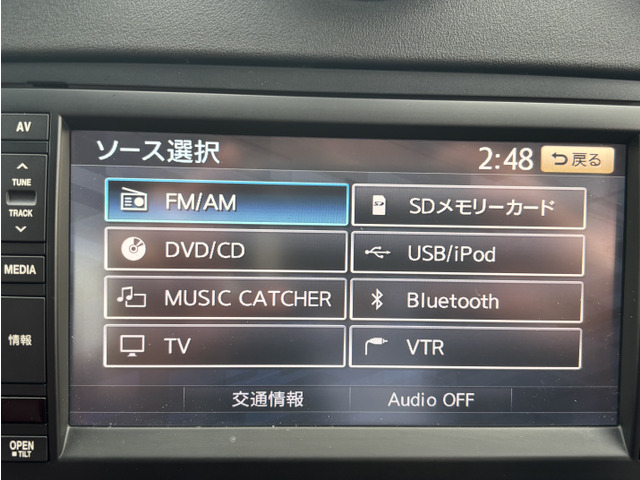 AV
TUNE
TRACK
MEDIA
情報
OPEN
■TILT
ソース選択
2:48
戻る
FM/AM
SDメモリーカード
DVD/CD
USB/iPod
MUSIC CATCHER
Bluetooth
TV
VTR
交通情報
Audio OFF